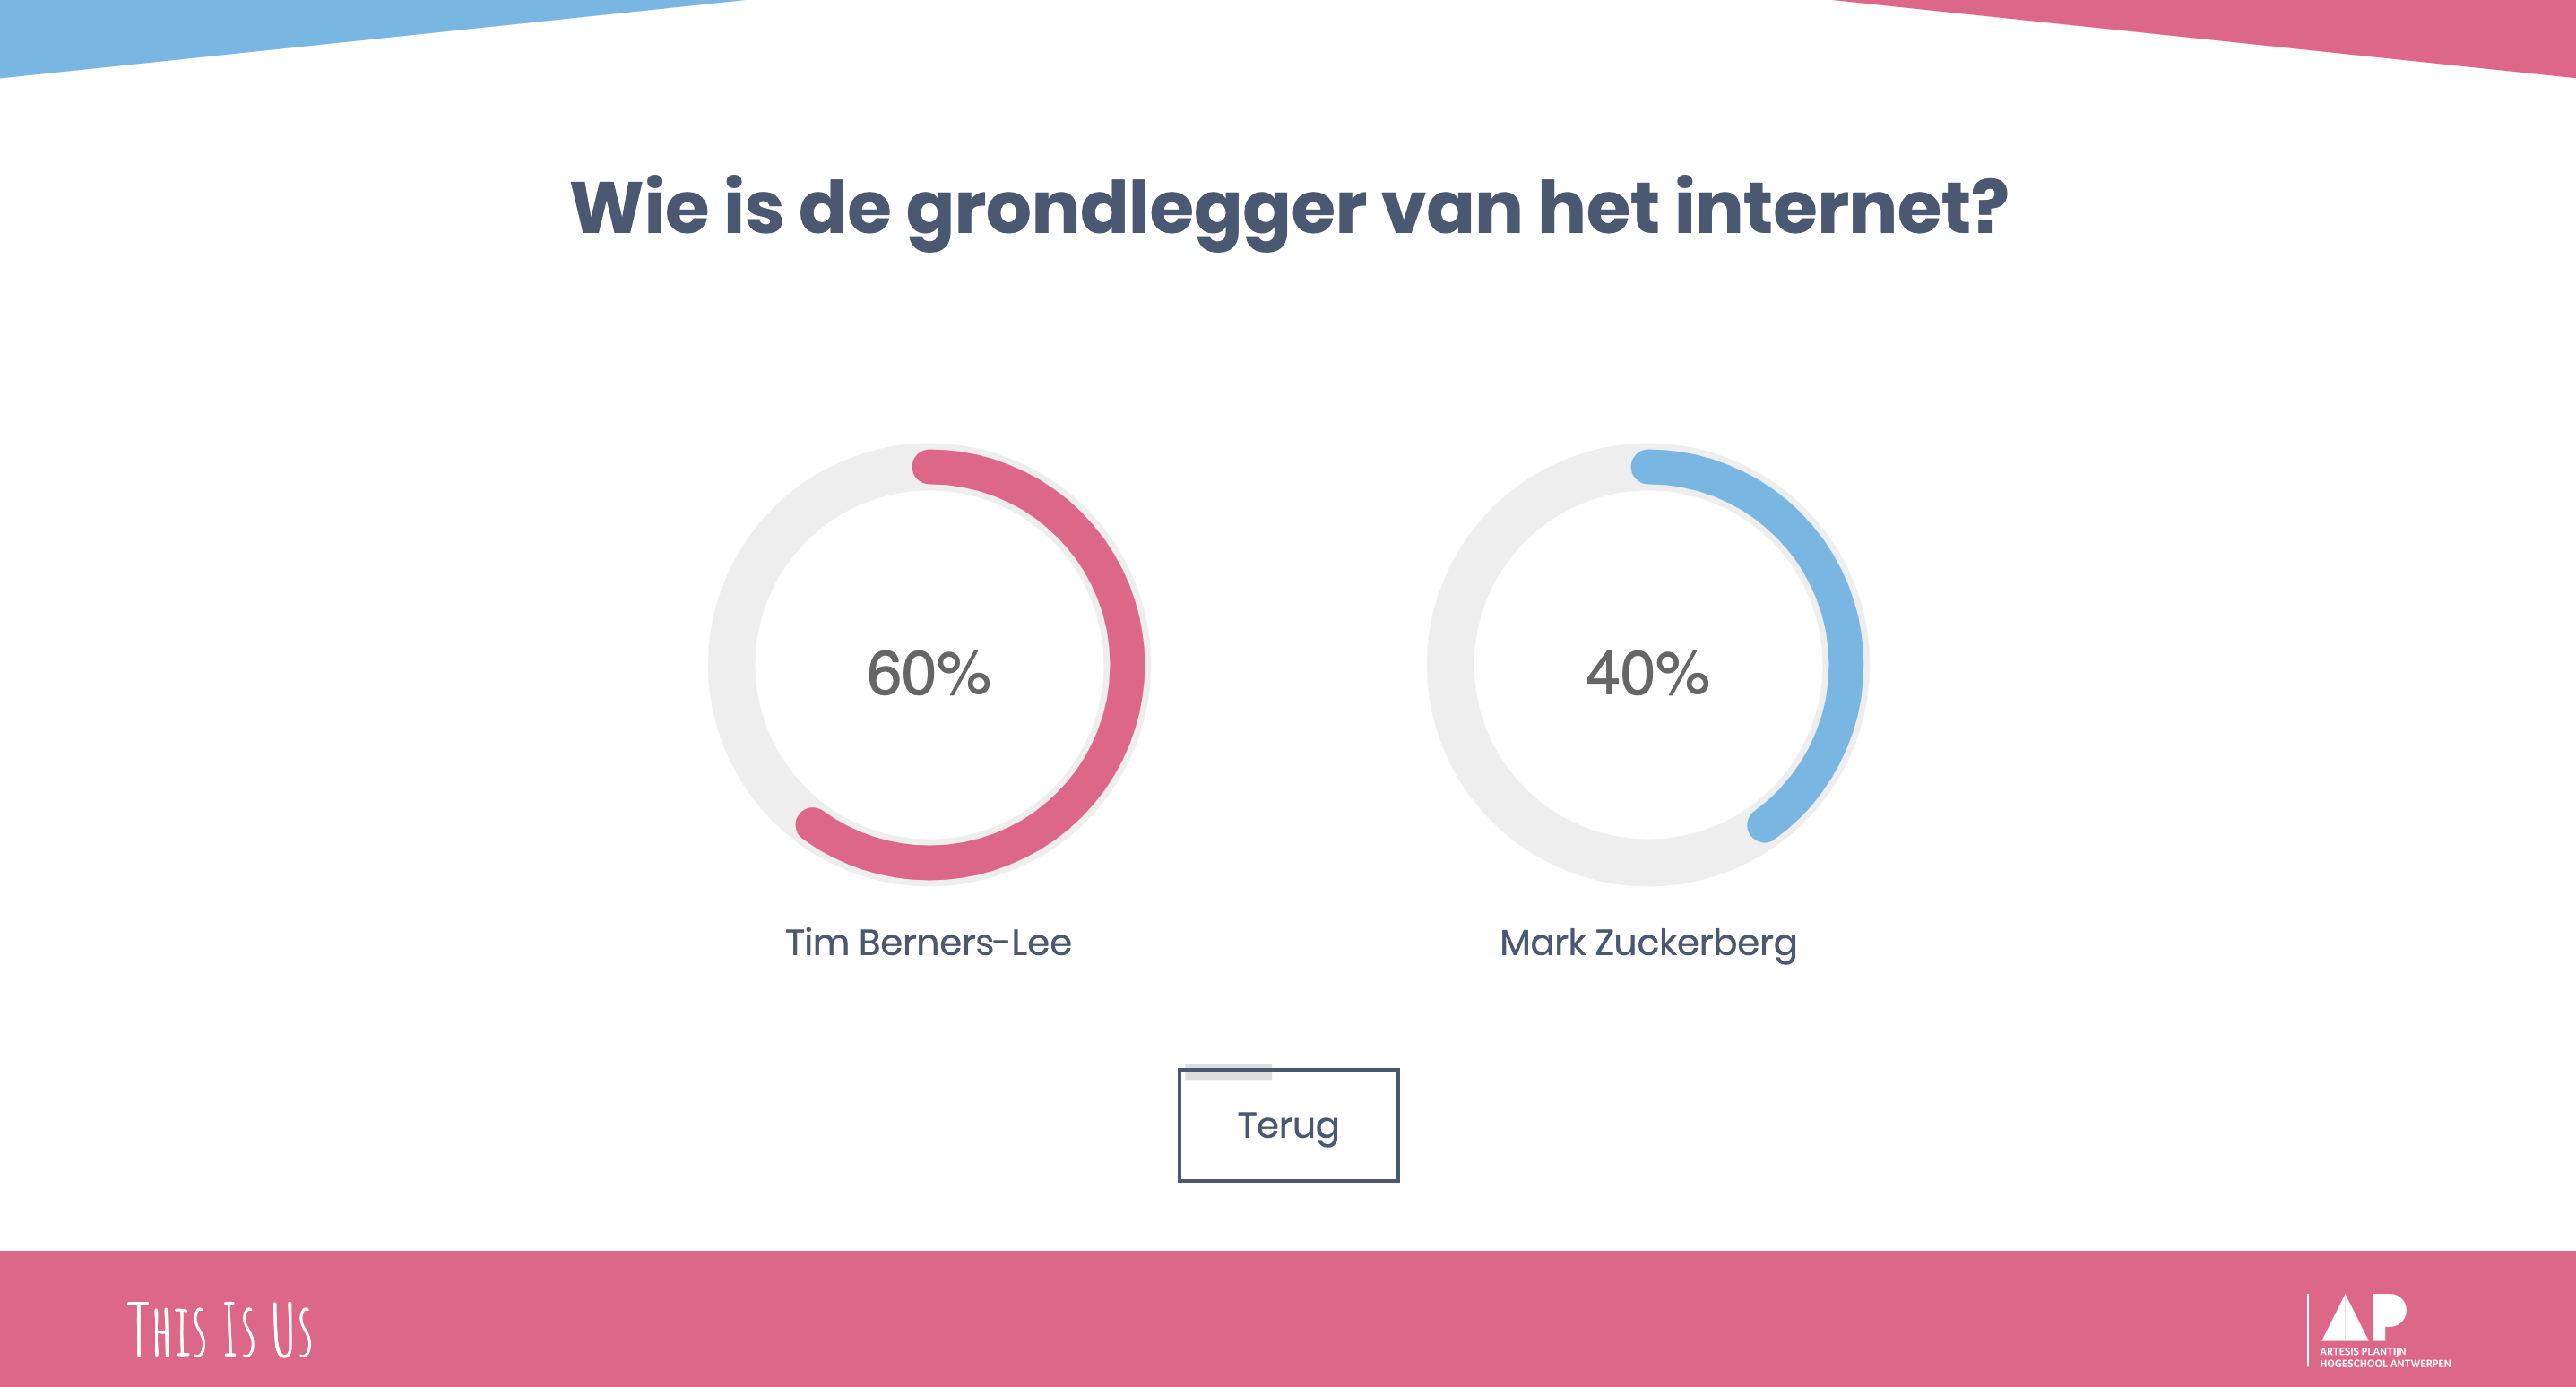 Wie is de grondlegger van het internet?
60%
40%
Tim Berners-Lee
Mark Zuckerberg
Terug
THIS IS US
AP
ARTESIS PLANTIJN
HOGESCHOOL ANTWERPEN